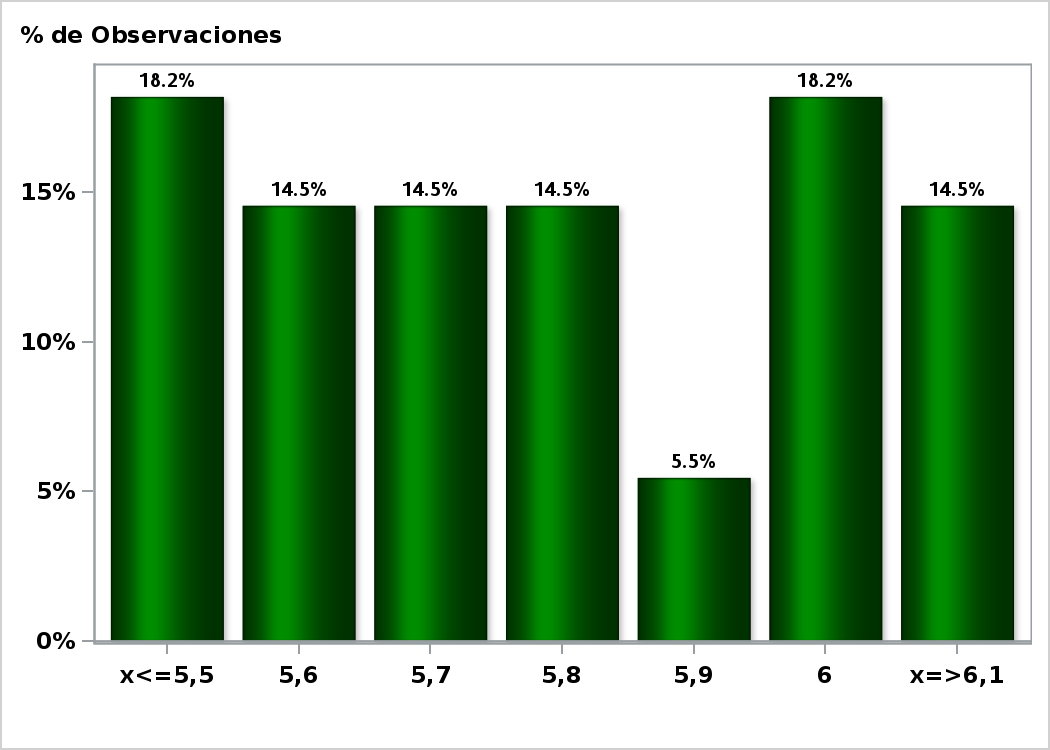 % de Observaciones
18.2% 18.2%
14.5% 14.5% 14.5% 14.5%
15%
10%
5.5%
5%
0%
x<=5,5 5,6 5,7 5,8 5,9 6 x=>6,1